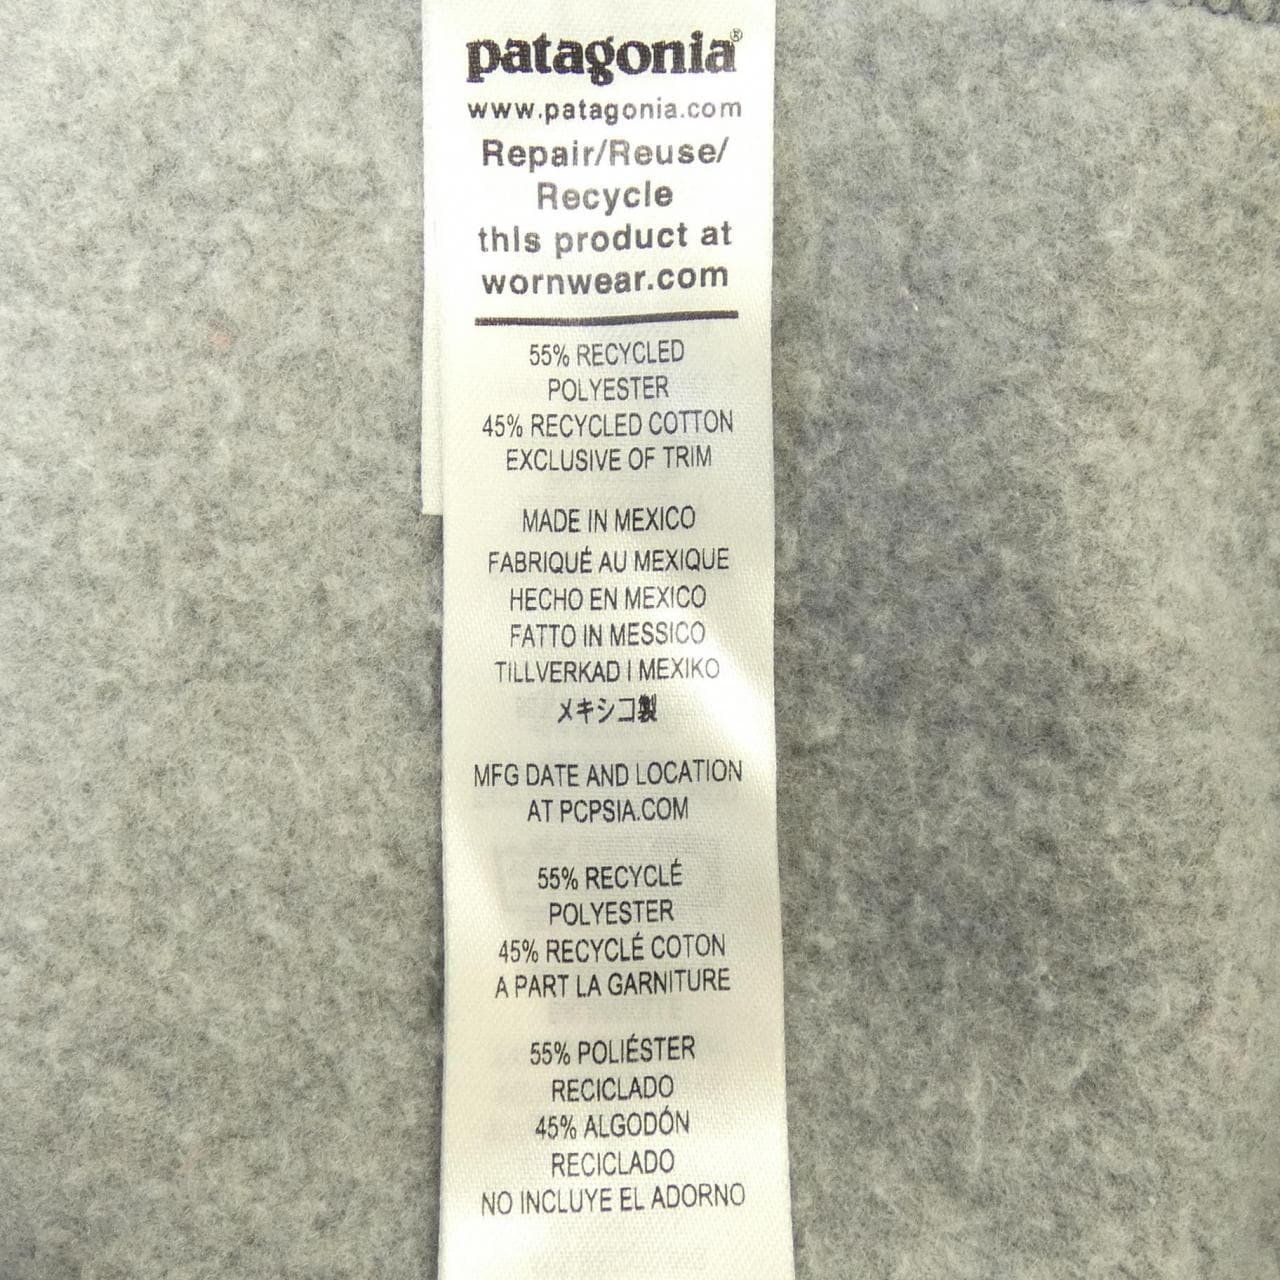 patagonia®
www.patagonia.com
Repair/Reuse/
Recycle
this product at
wornwear.com
55% RECYCLED
POLYESTER
45% RECYCLED COTTON
EXCLUSIVE OF TRIM
MADE IN MEXICO
FABRIQUÉ AU MEXIQUE
HECHO EN MEXICO
FATTO IN MESSICO
TILLVERKAD I MEXIKO
メキシコ製
MFG DATE AND LOCATION
AT PCPSIA.COM
55% RECYCLÉ
POLYESTER
45% RECYCLÉ COTON
A PART LA GARNITURE
55% POLIÉSTER
RECICLADO
45% ALGODÓN
RECICLADO
NO INCLUYE EL ADORNO